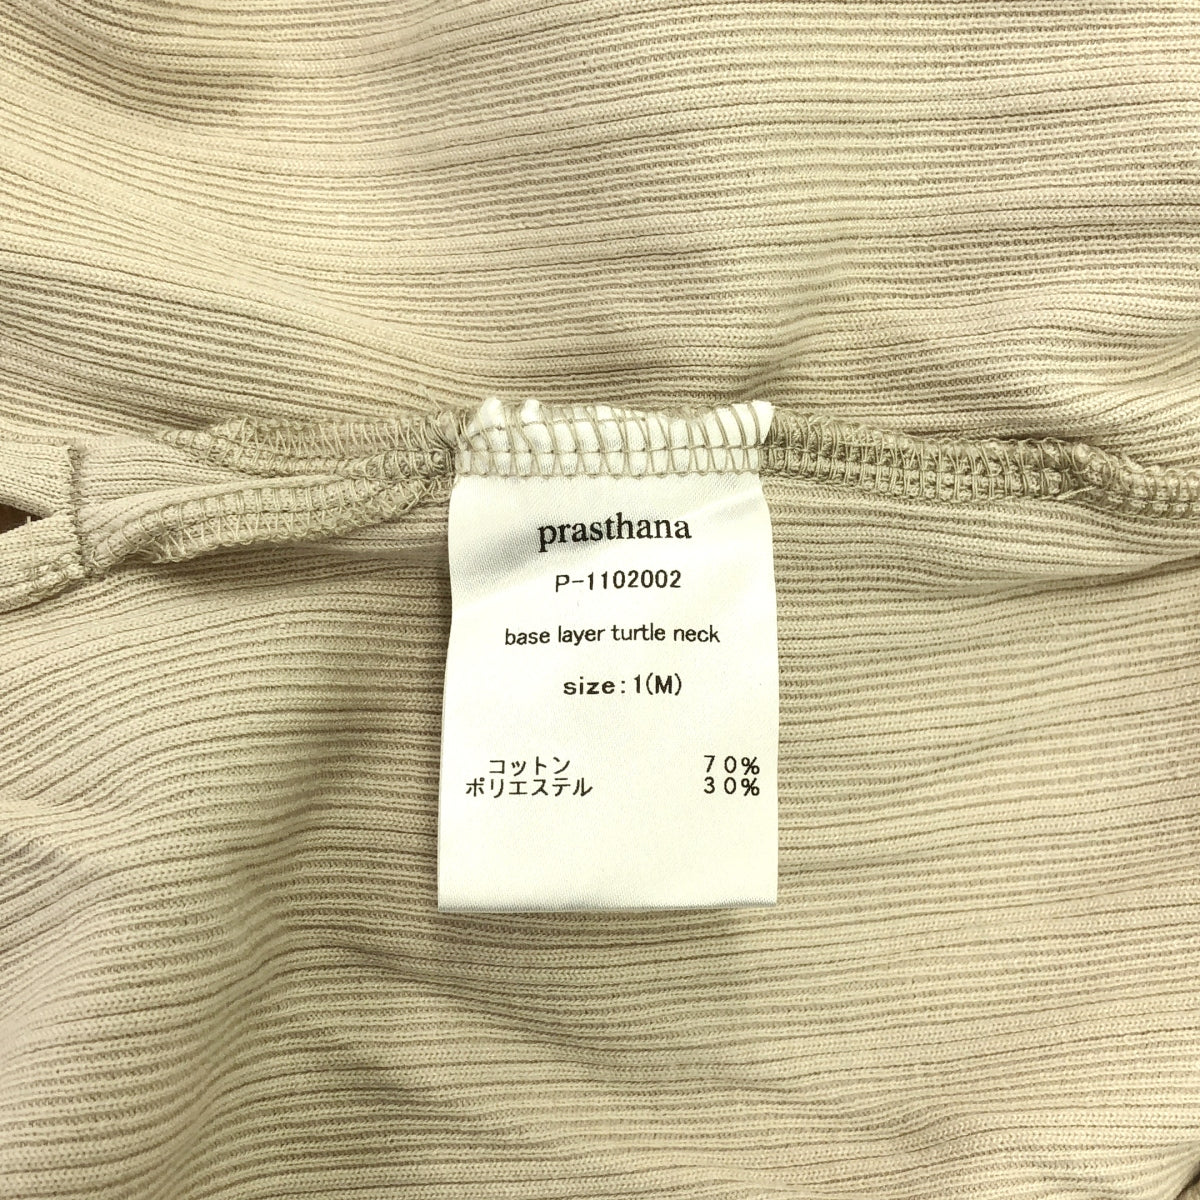 prasthana
P-1102002
base layer turtle neck
size:1(M)
コットン 70%
ポリエステル 30%